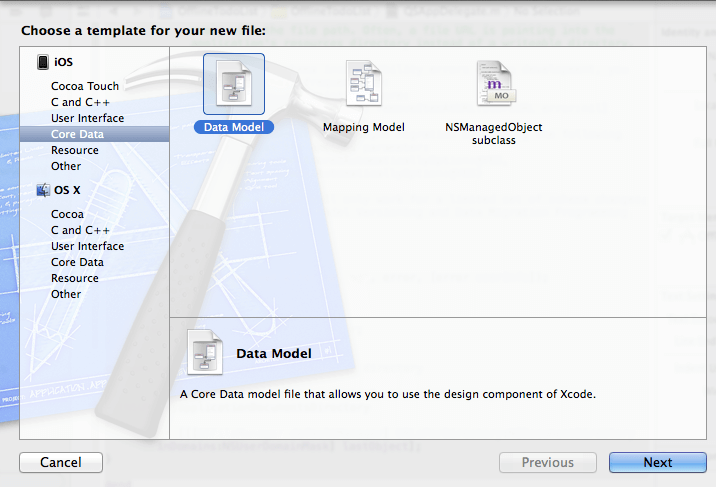 Choose a template for your new file:
iOS
Cocoa Touch
C and C++
User Interface
Core Data
Resource
Other
OS X
Cocoa
C and C++
User Interface
Core Data
Resource
Other
Data Model
Mapping Model
MO
NSManagedObject
subclass
Data Model
A Core Data model file that allows you to use the design component of Xcode.
Cancel
Previous
Next